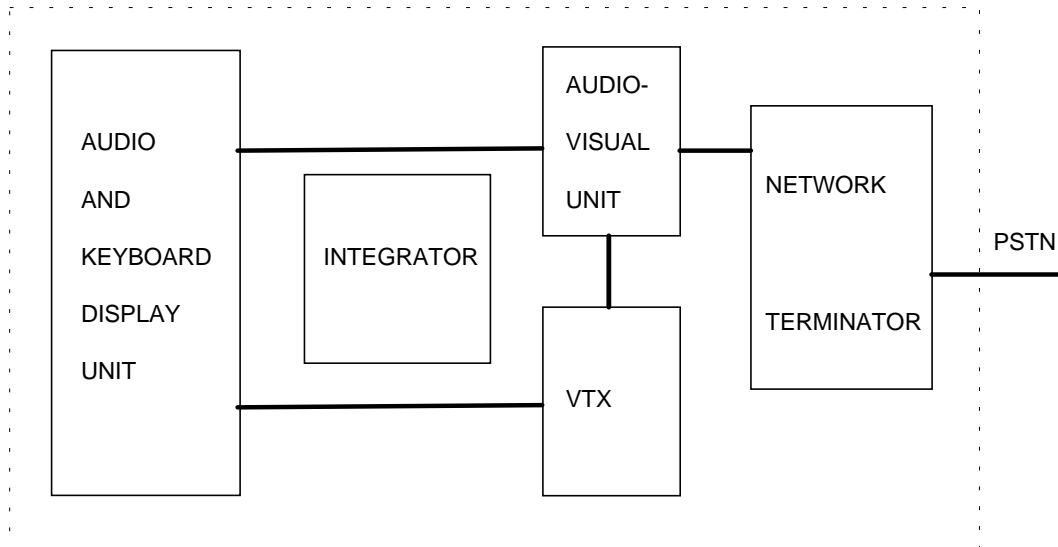 AUDIO
AND
KEYBOARD
DISPLAY
UNIT
INTEGRATOR
AUDIO-
VISUAL
UNIT
VTX
NETWORK
TERMINATOR
PSTN